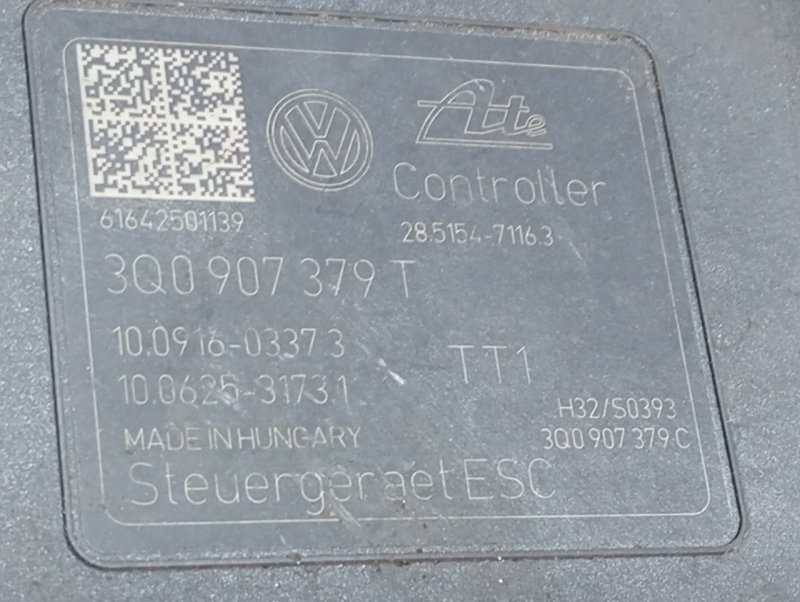 Ate
Controller
61642501139
28.5154-7116.3
3Q0 907 379 T
10.0916-0337.3
TT1
10.0625-3173.1
H32/S0393
MADE IN HUNGARY
3Q0 907 379 C
Steuergeraet ESC